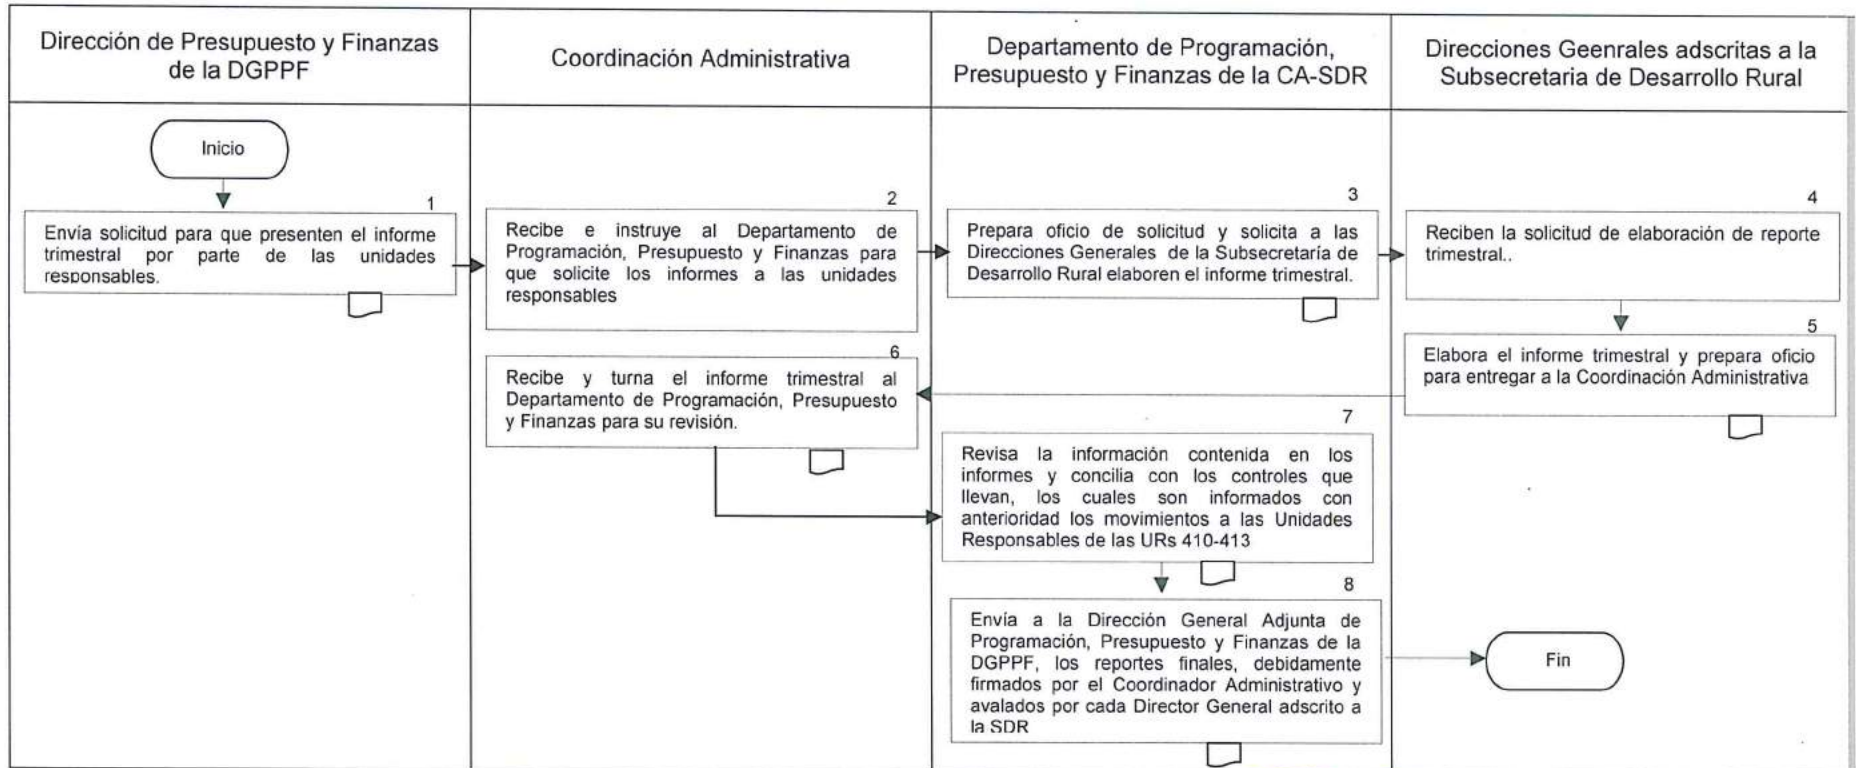 Dirección de Presupuesto y Finanzas
de la DGPPF
Coordinación Administrativa
Departamento de Programación,
Presupuesto y Finanzas de la CA-SDR
Direcciones Geenrales adscritas a la
Subsecretaria de Desarrollo Rural
Inicio
1
Envía solicitud para que presenten el informe
trimestral por parte de las unidades
responsables.
2
Recibe e instruye al Departamento de
Programación, Presupuesto y Finanzas para
que solicite los informes a las unidades
responsables
3
Prepara oficio de solicitud y solicita a las
Direcciones Generales de la Subsecretaría de
Desarrollo Rural elaboren el informe trimestral.
4
Reciben la solicitud de elaboración de reporte
trimestral..
5
Elabora el informe trimestral y prepara oficio
para entregar a la Coordinación Administrativa
6
Recibe y turna el informe trimestral al
Departamento de Programación, Presupuesto
y Finanzas para su revisión.
7
Revisa la información contenida en los
informes y concilia con los controles que
llevan, los cuales son informados con
anterioridad los movimientos a las Unidades
Responsables de las URs 410-413
8
Envía a la Dirección General Adjunta de
Programación, Presupuesto y Finanzas de la
DGPPF, los reportes finales, debidamente
firmados por el Coordinador Administrativo y
avalados por cada Director General adscrito a
la SDR
Fin